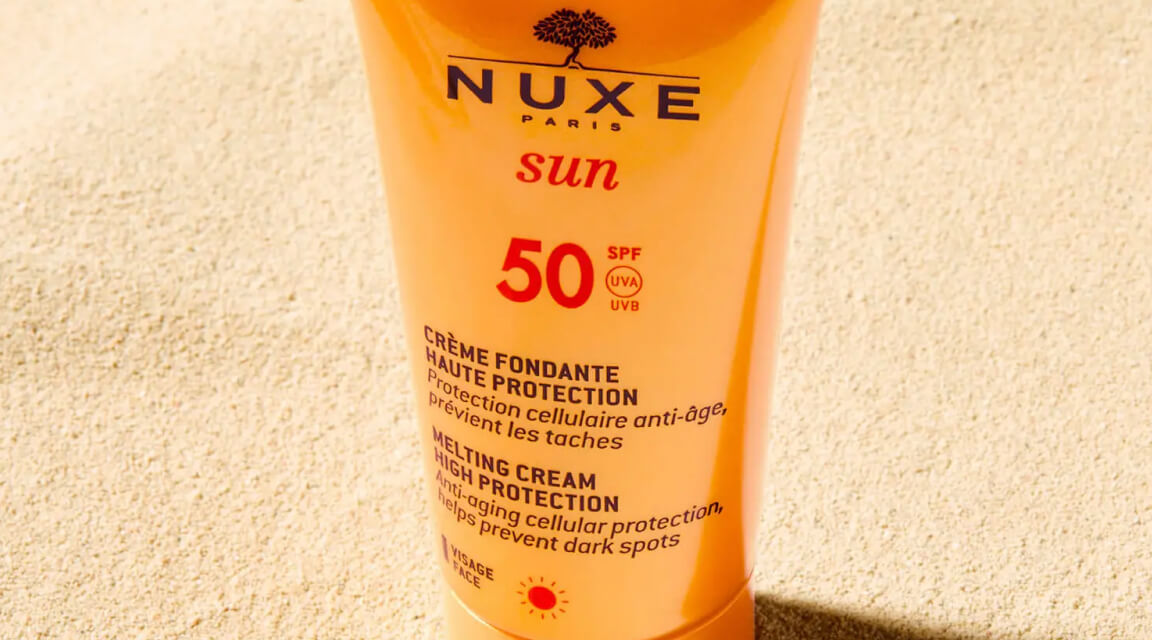 NUXE
PARIS
sun
50 SPF
UVA
UVB
CRÈME FONDANTE
HAUTE PROTECTION
Protection cellulaire anti-âge,
prévient les taches
MELTING CREAM
HIGH PROTECTION
Anti-aging cellular protection,
helps prevent dark spots
VISAGE
FACE